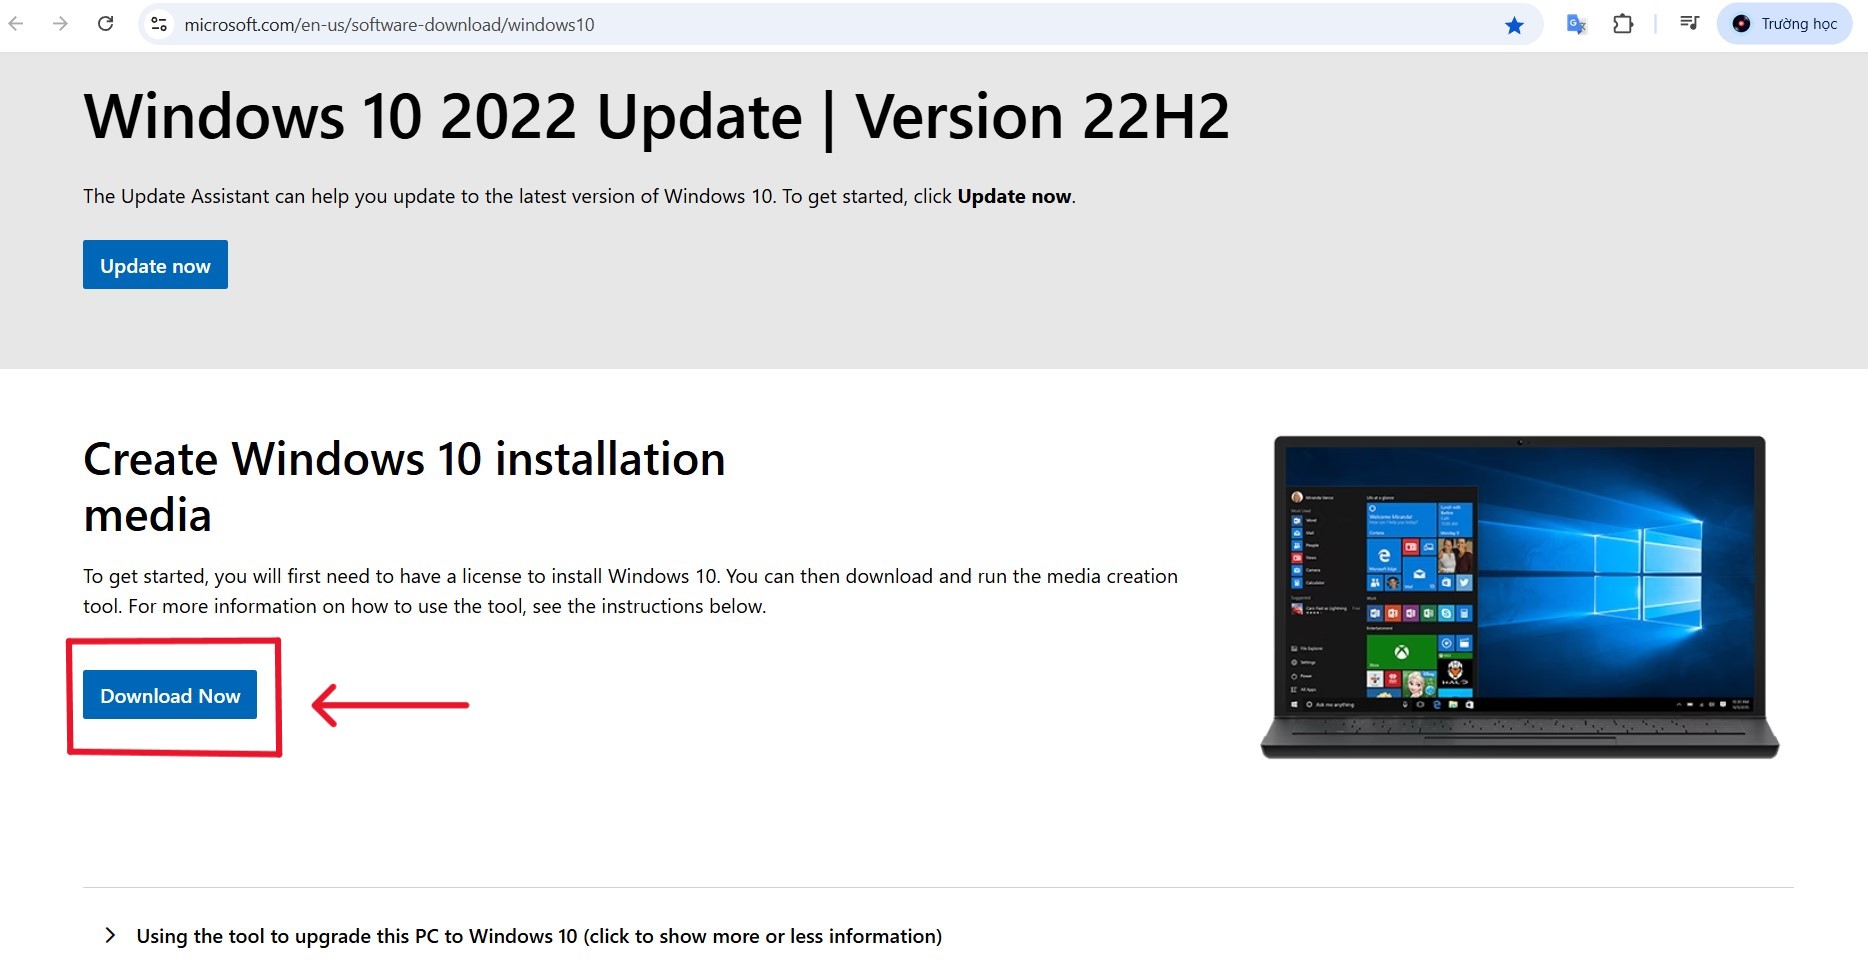 microsoft.com/en-us/software-download/windows10
Trường học
Windows 10 2022 Update | Version 22H2
The Update Assistant can help you update to the latest version of Windows 10. To get started, click Update now.
Update now
Create Windows 10 installation
media
To get started, you will first need to have a license to install Windows 10. You can then download and run the media creation
tool. For more information on how to use the tool, see the instructions below.
Download Now
Using the tool to upgrade this PC to Windows 10 (click to show more or less information)